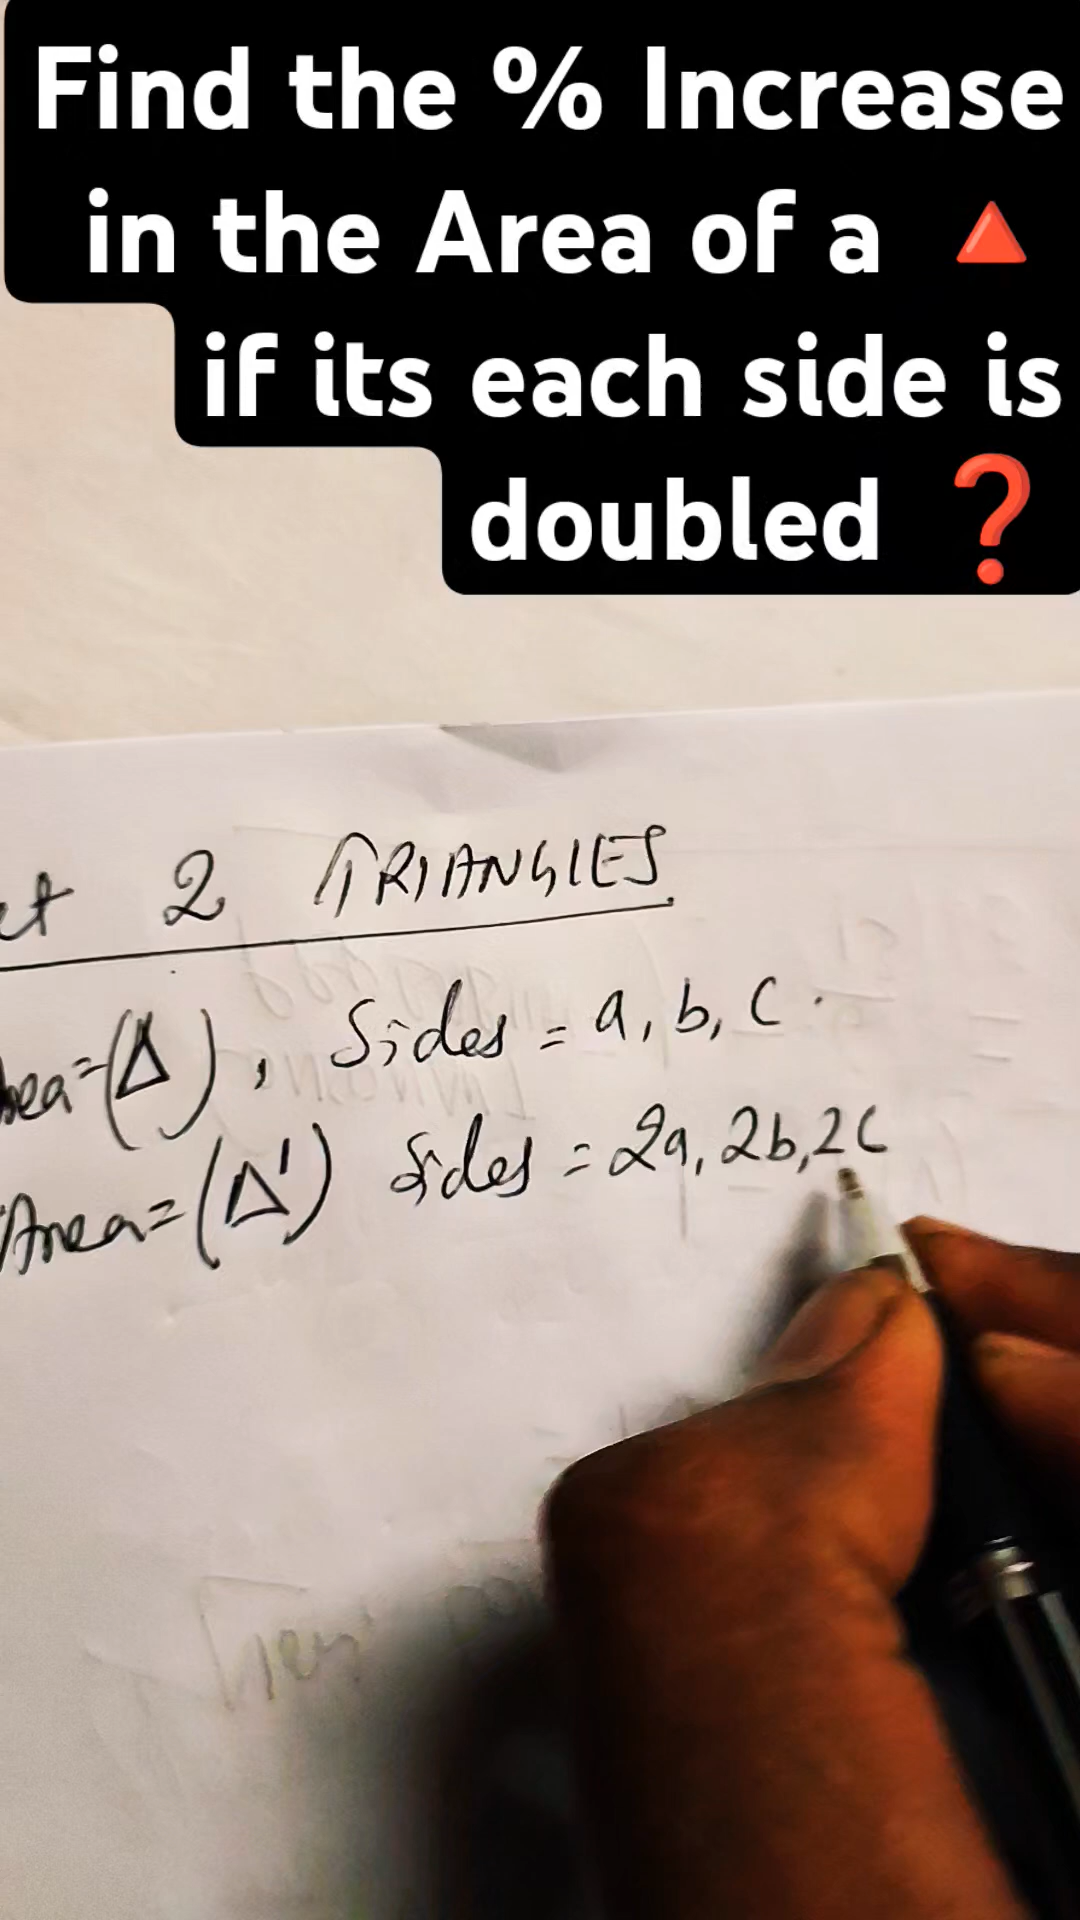 Find the % Increase
in the Area of a 🔺
if its each side is
doubled ❓
2 TRIANGLES
(Δ), Sides = a, b, c.
Area = (Δ') Sides = 2a, 2b, 2c